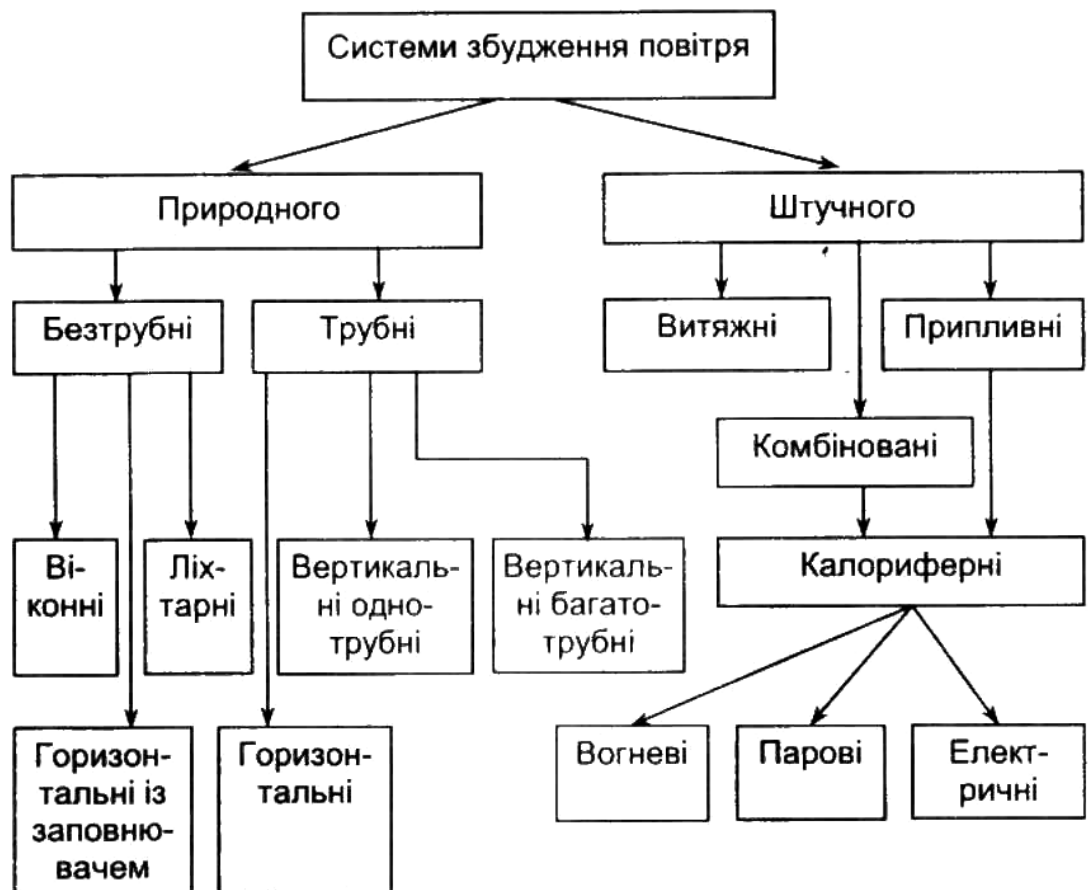 Системи збудження повітря
Природного
Штучного
Безтрубні
Трубні
Витяжні
Припливні
Комбіновані
Ві-
конні
Ліх-
тарні
Вертикаль-
ні одно-
трубні
Вертикаль-
ні багато-
трубні
Калориферні
Горизон-
тальні із
заповню-
вачем
Горизон-
тальні
Вогневі
Парові
Елект-
ричні